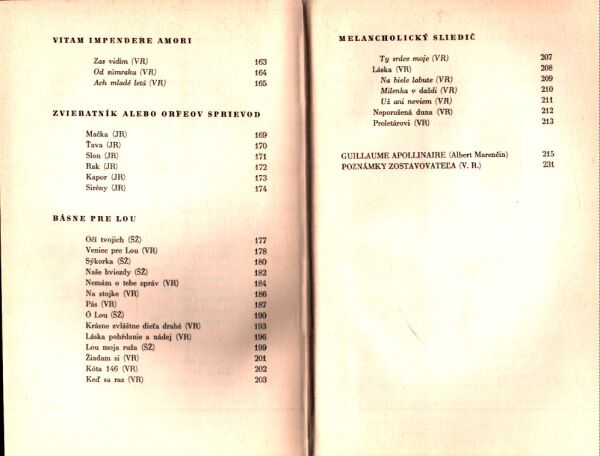 VITAM IMPENDERE AMORI
Zas vidím (VR) 163
Od súmraku (VR) 164
Ach mladé letá (VR) 165
ZVIERATNÍK ALEBO ORFEOV SPRIEVOD
Mačka (JR) 169
Ťava (JR) 170
Slon (JR) 171
Rak (JR) 172
Kapor (JR) 173
Sirény (JR) 174
BÁSNE PRE LOU
Očí tvojich (ŠŽ) 177
Veniec pre Lou (VR) 178
Sýkorka (ŠŽ) 180
Naše hviezdy (ŠŽ) 182
Nemám o tebe zpráv (VR) 184
Na stojke (VR) 186
Pás (VR) 187
Ó Lou (ŠŽ) 190
Krásne zvláštne dieťa drahé (VR) 193
Láska pohŕdanie a nádej (VR) 196
Lou moja ruža (ŠŽ) 199
Žiadam si (VR) 201
Kóta 146 (VR) 202
Keď sa raz (VR) 203
MELANCHOLICKÝ SLIEDIČ
Ty srdce moje (VR) 207
Láska (VR) 208
Na biele labute (VR) 209
Milenka v daždi (VR) 210
Už ani neviem (VR) 211
Neporušená duna (VR) 212
Proletárovi (VR) 213
GUILLAUME APOLLINAIRE (Albert Marenčin) 215
POZNÁMKY ZOSTAVOVATEĽA (V. R.) 231